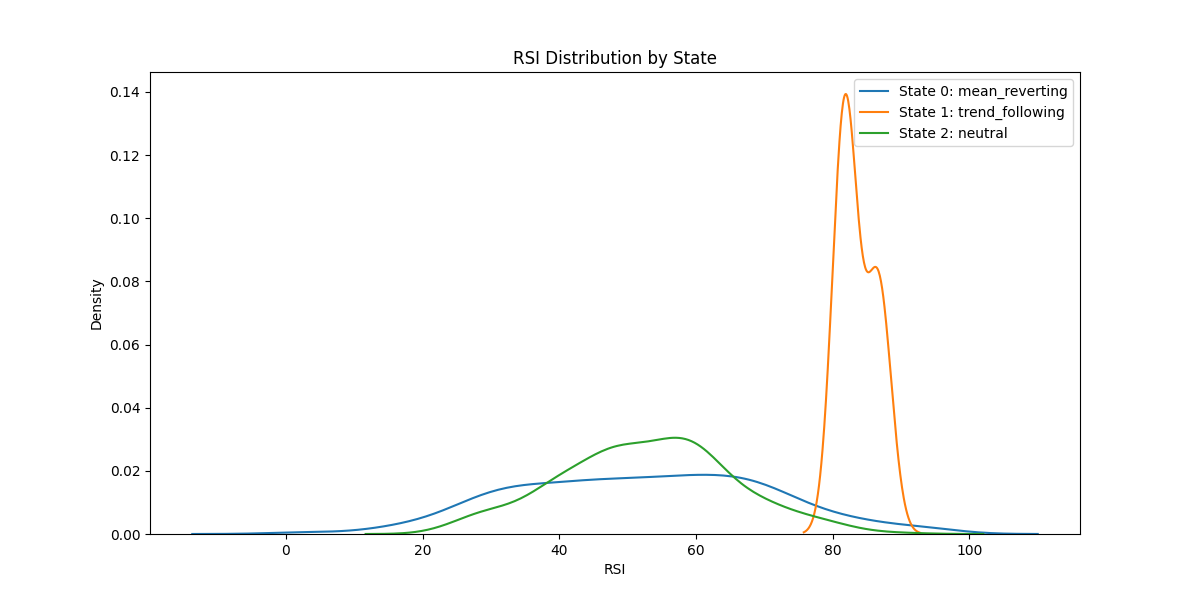 RSI Distribution by State
State 0: mean_reverting
State 1: trend_following
State 2: neutral
Density
0.14
0.12
0.10
0.08
0.06
0.04
0.02
0.00
0 20 40 60 80 100
RSI